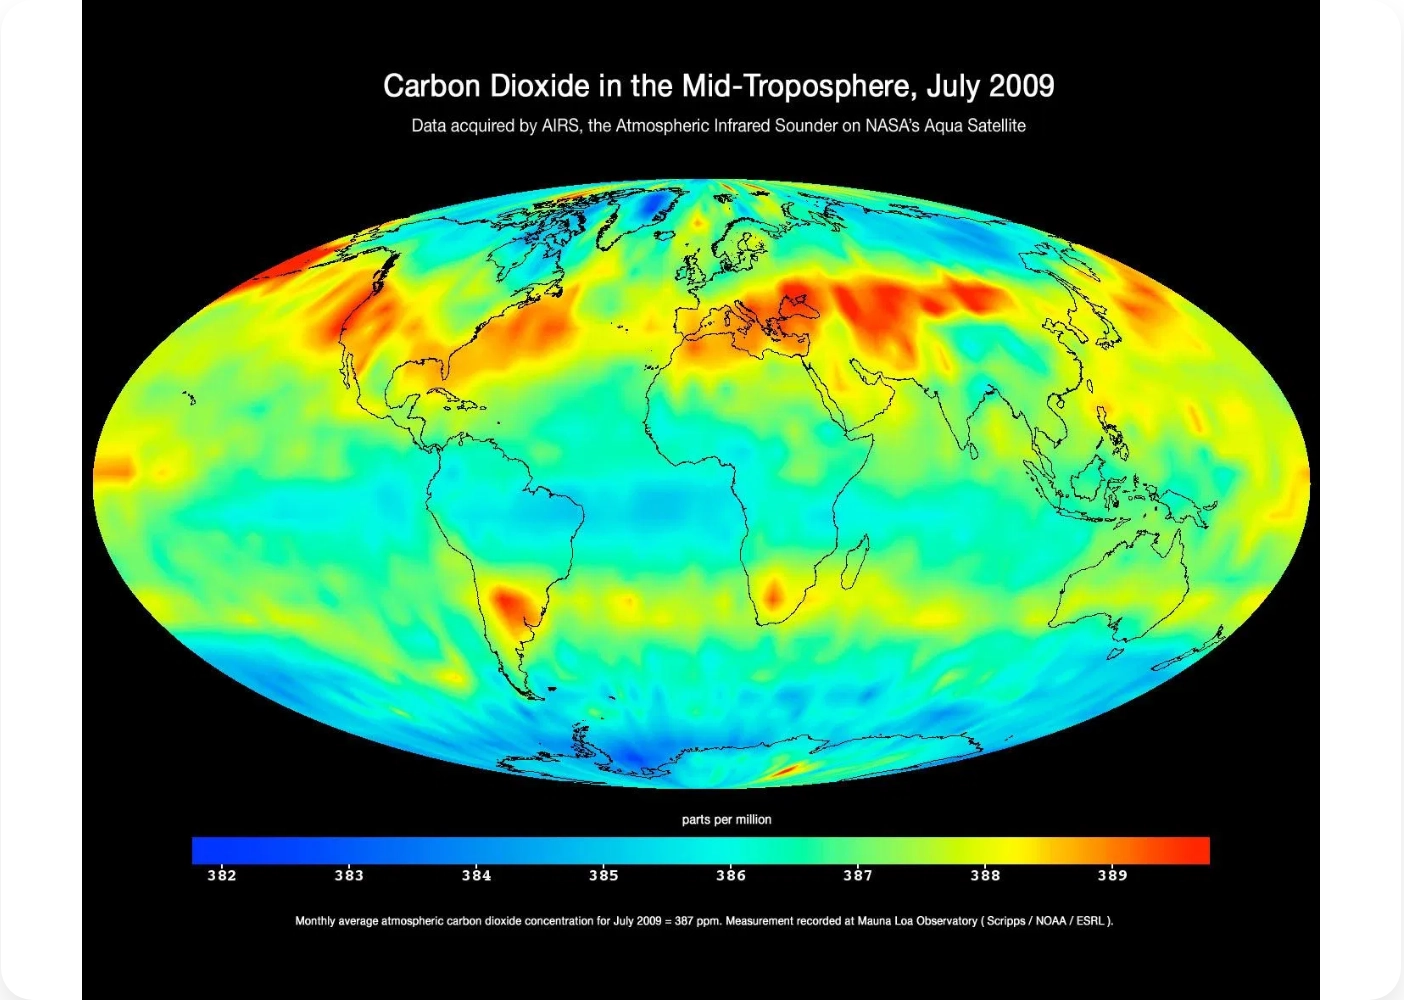 Carbon Dioxide in the Mid-Troposphere, July 2009
Data acquired by AIRS, the Atmospheric Infrared Sounder on NASA's Aqua Satellite
parts per million
382 383 384 385 386 387 388 389
Monthly average atmospheric carbon dioxide concentration for July 2009 = 387 ppm. Measurement recorded at Mauna Loa Observatory ( Scripps / NOAA / ESRL ).